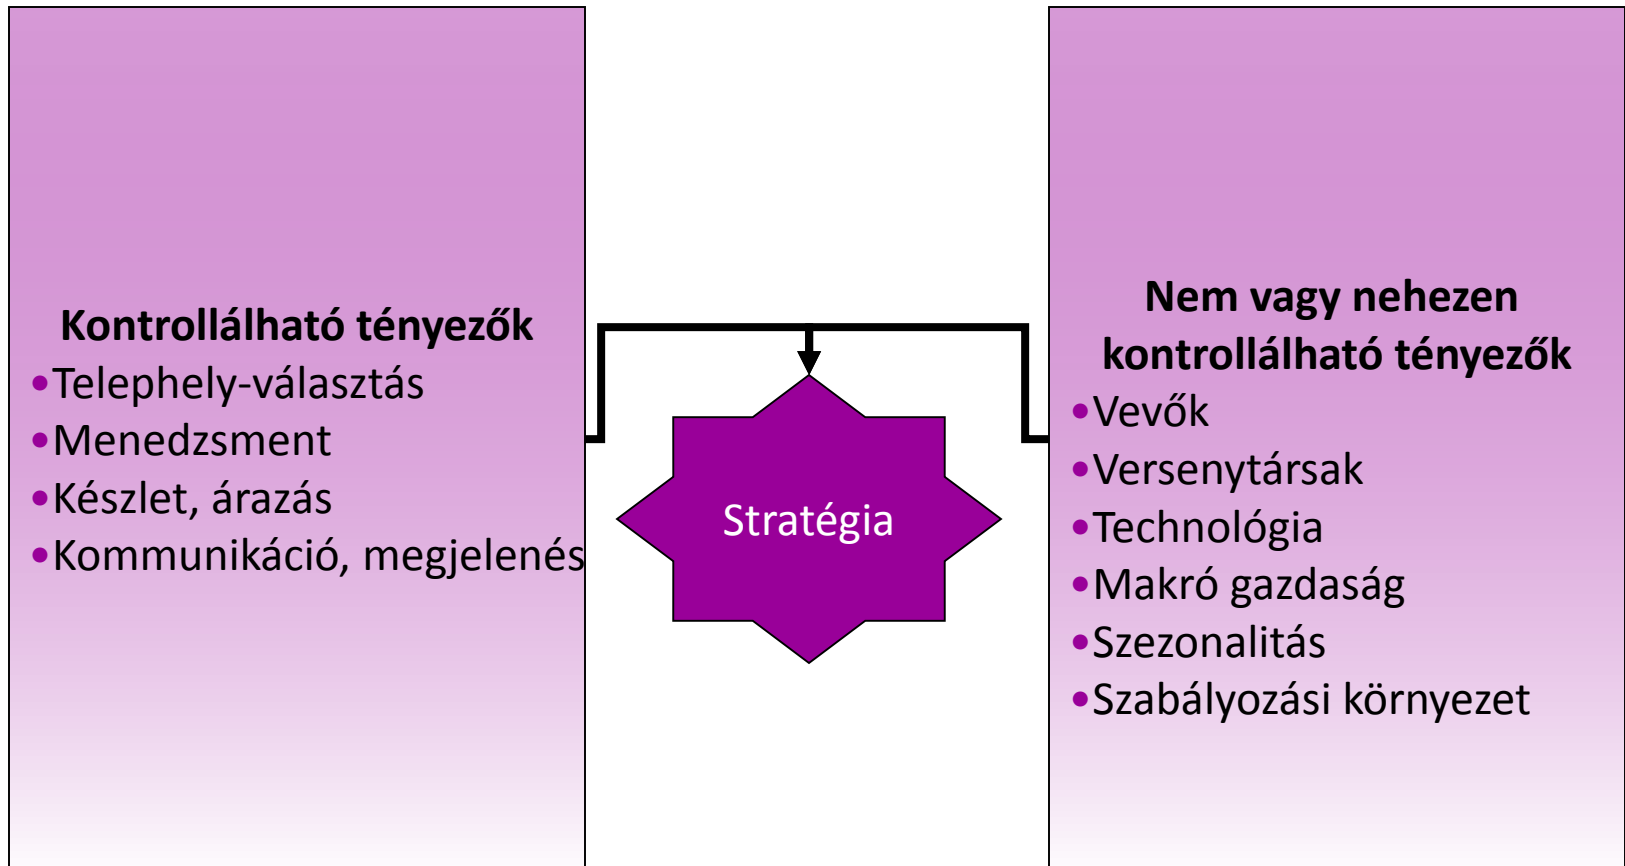 Kontrollálható tényezők
•Telephely-választás
•Menedzsment
•Készlet, árazás
•Kommunikáció, megjelenés
Stratégia
Nem vagy nehezen
kontrollálható tényezők
•Vevők
•Versenytársak
•Technológia
•Makró gazdaság
•Szezonalitás
•Szabályozási környezet